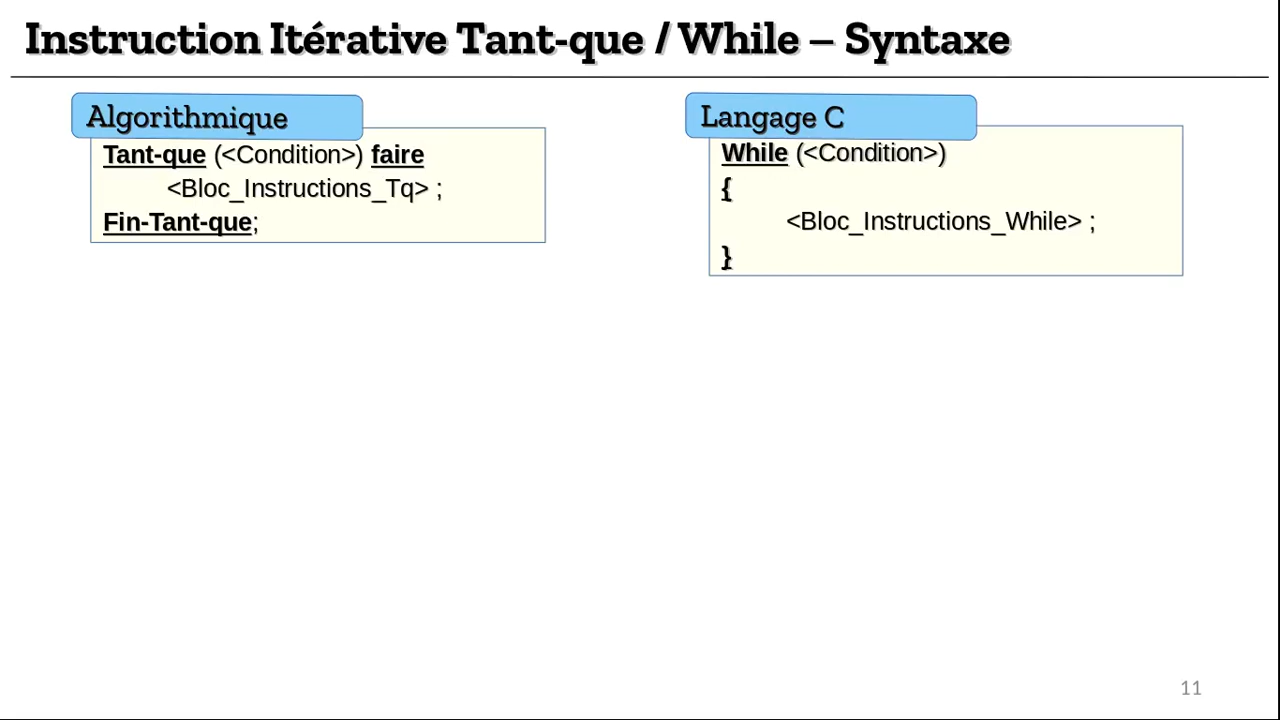 Instruction Itérative Tant-que / While – Syntaxe
Algorithmique
Tant-que (<Condition>) faire
<Bloc_Instructions_Tq> ;
Fin-Tant-que;
Langage C
While (<Condition>)
{
<Bloc_Instructions_While> ;
}
11